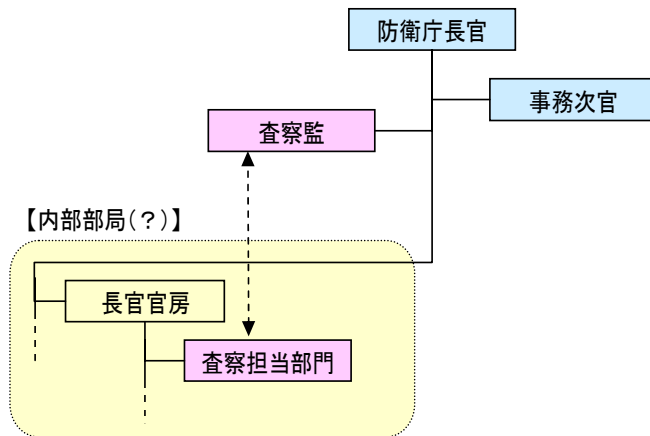 防衛庁長官
事務次官
査察監
【内部部局(?)】
長官官房
査察担当部門